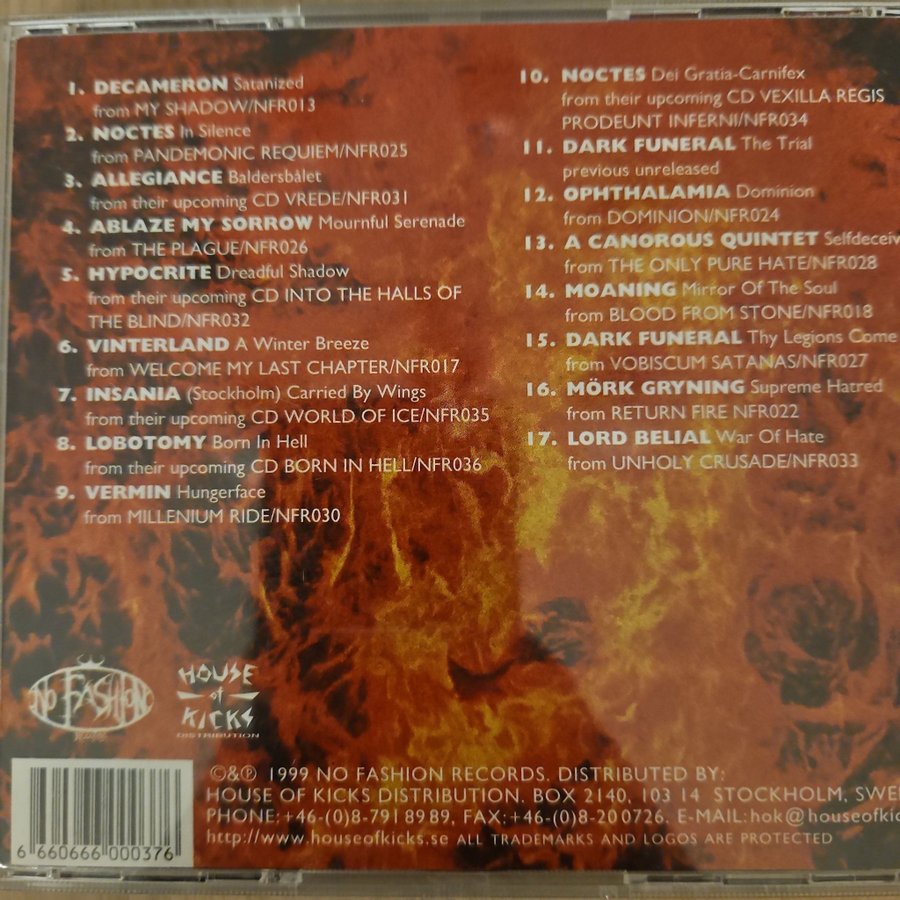 1. DECAMERON Satanized
from MY SHADOW/NFR013
2. NOCTES In Silence
from PANDEMONIC REQUIEM/NFR025
3. ALLEGIANCE Baldersbålet
from their upcoming CD VREDE/NFR031
4. ABLAZE MY SORROW Mournful Serenade
from THE PLAGUE/NFR026
5. HYPOCRITE Dreadful Shadow
from their upcoming CD INTO THE HALLS OF
THE BLIND/NFR032
6. VINTERLAND A Winter Breeze
from WELCOME MY LAST CHAPTER/NFR017
7. INSANIA (Stockholm) Carried By Wings
from their upcoming CD WORLD OF ICE/NFR035
8. LOBOTOMY Born In Hell
from their upcoming CD BORN IN HELL/NFR036
9. VERMIN Hungerface
from MILLENIUM RIDE/NFR030
10. NOCTES Dei Gratia-Carnifex
from their upcoming CD VEXILLA REGIS
PRODEUNT INFERNI/NFR034
11. DARK FUNERAL The Trial
previous unreleased
12. OPHTHALAMIA Dominion
from DOMINION/NFR024
13. A CANOROUS QUINTET Selfdeceiv
from THE ONLY PURE HATE/NFR028
14. MOANING Mirror Of The Soul
from BLOOD FROM STONE/NFR018
15. DARK FUNERAL Thy Legions Come
from VOBISCUM SATANAS/NFR027
16. MÖRK GRYNING Supreme Hatred
from RETURN FIRE NFR022
17. LORD BELIAL War Of Hate
from UNHOLY CRUSADE/NFR033
NO FASHION
HOUSE
of
KICKS
DISTRIBUTION
©&℗ 1999 NO FASHION RECORDS. DISTRIBUTED BY:
HOUSE OF KICKS DISTRIBUTION. BOX 2140, 103 14 STOCKHOLM, SWE
PHONE:+46-(0)8-791 89 89, FAX:+46-(0)8-20 07 26. E-MAIL:hok@houseofkic
http://www.houseofkicks.se ALL TRADEMARKS AND LOGOS ARE PROTECTED
6 660666 000376